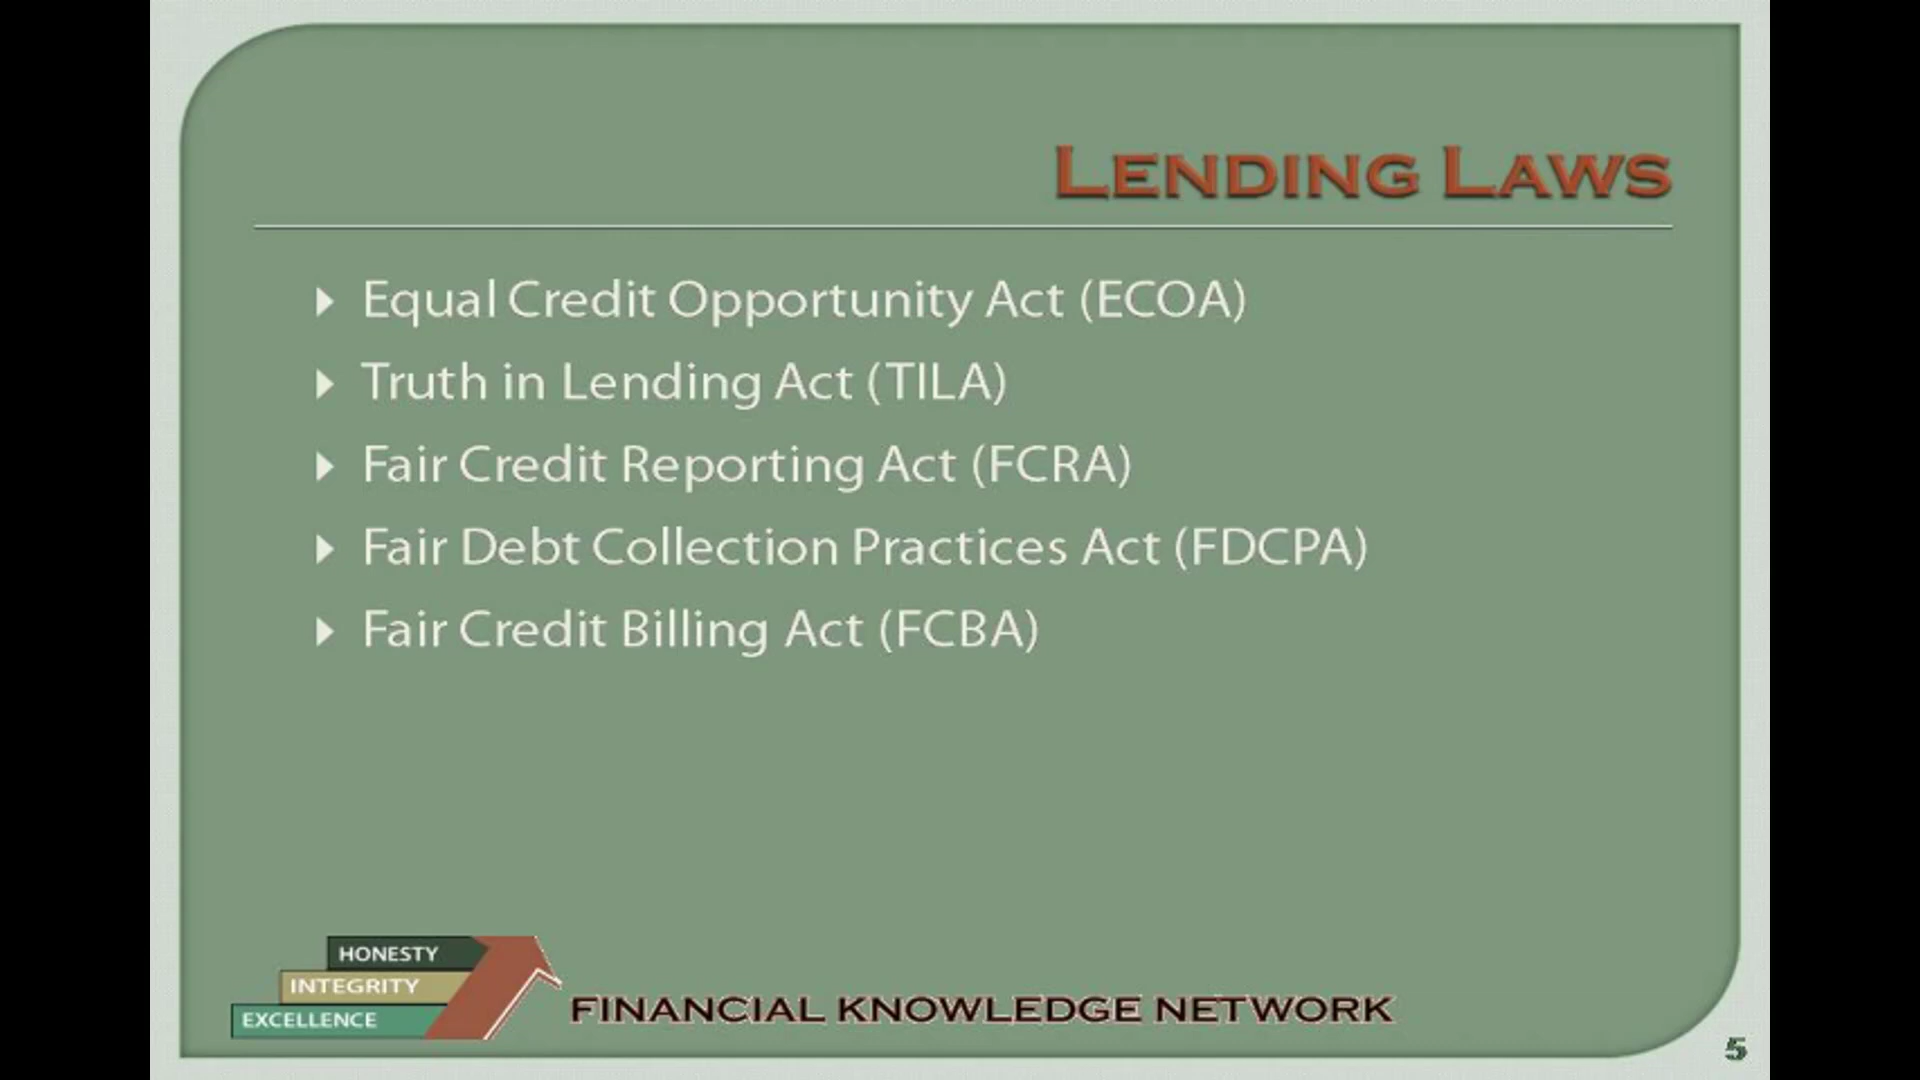 LENDING LAWS
Equal Credit Opportunity Act (ECOA)
Truth in Lending Act (TILA)
Fair Credit Reporting Act (FCRA)
Fair Debt Collection Practices Act (FDCPA)
Fair Credit Billing Act (FCBA)
HONESTY
INTEGRITY
EXCELLENCE
FINANCIAL KNOWLEDGE NETWORK
5